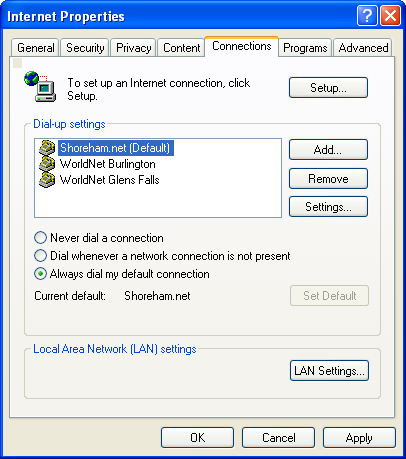 Internet Properties
General Security Privacy Content Connections Programs Advanced
To set up an Internet connection, click
Setup.
Setup...
Dial-up settings
Shoreham.net (Default)
WorldNet Burlington
WorldNet Glens Falls
Add...
Remove
Settings...
Never dial a connection
Dial whenever a network connection is not present
Always dial my default connection
Current default: Shoreham.net
Set Default
Local Area Network (LAN) settings
LAN Settings...
OK Cancel Apply